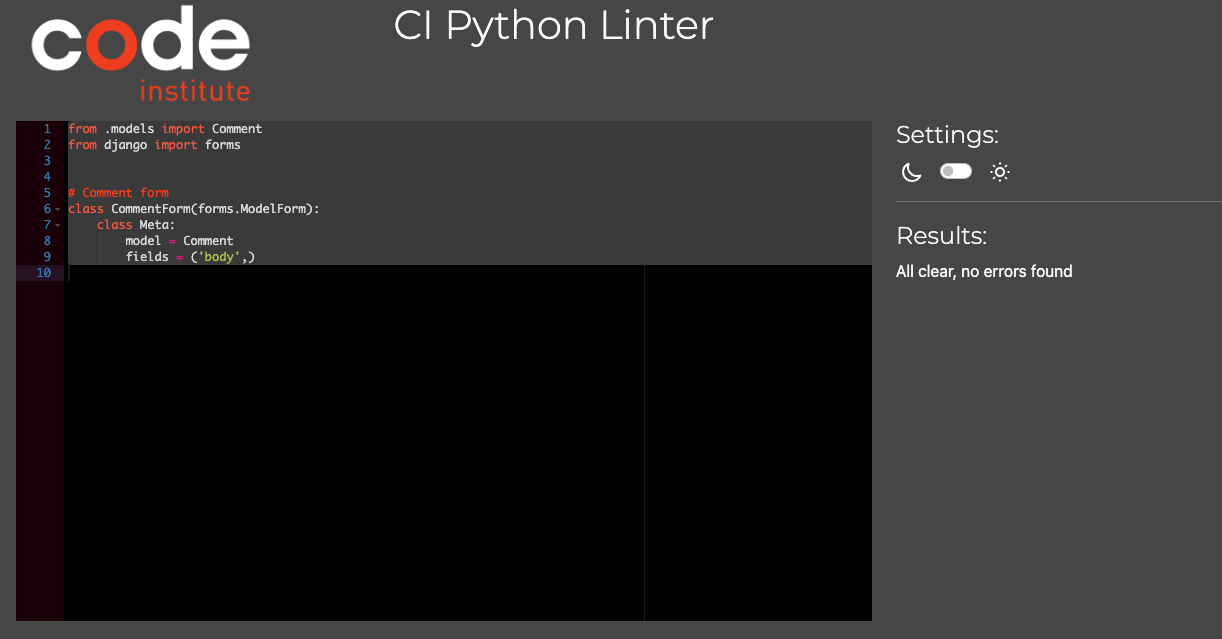 code
institute
CI Python Linter
1 from .models import Comment
2 from django import forms
3
4
5 # Comment form
6 class CommentForm(forms.ModelForm):
7     class Meta:
8         model = Comment
9         fields = ('body',)
10
Settings:
Results:
All clear, no errors found